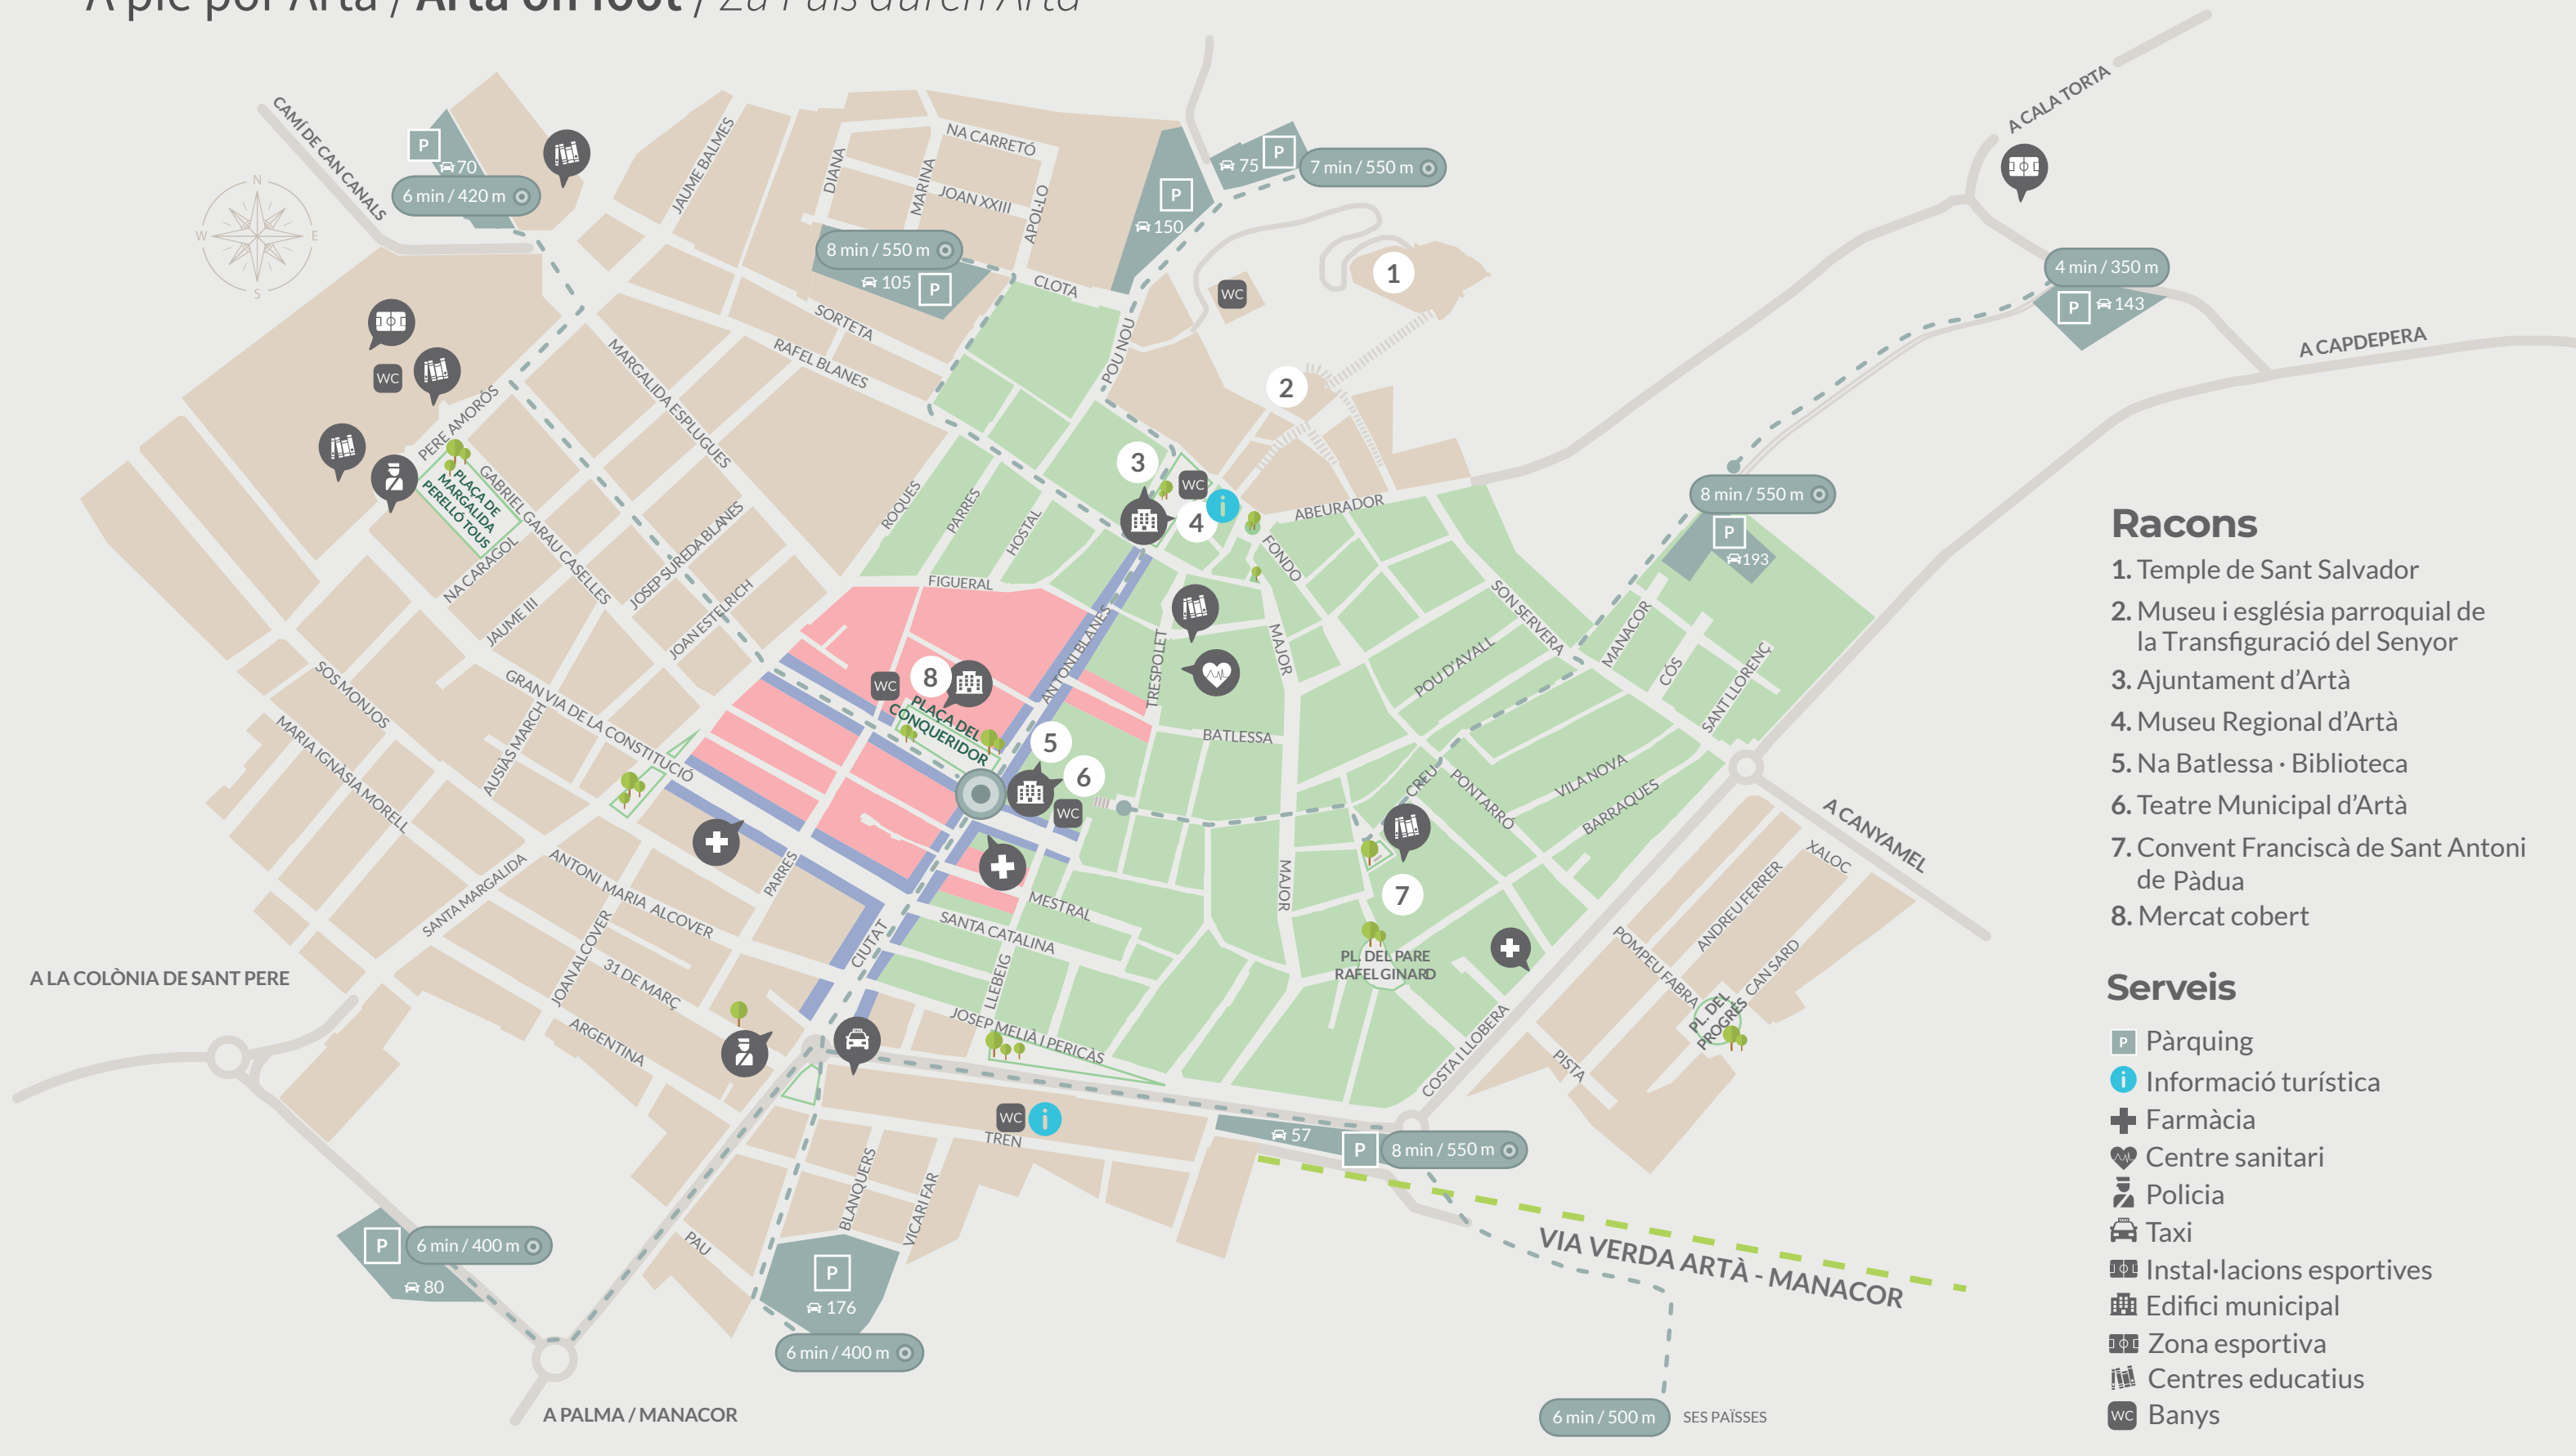 A pie por Artà / Artà on foot / Zu Fuß durch Artà
CAMÍ DE CAN CANALS
N
W
E
S
P
70
6 min / 420 m
JAUME BALMES
DIANA
MARINA
NA CARRETÓ
JOAN XXIII
APOL·LO
8 min / 550 m
105
P
CLOTA
P
150
75
P
7 min / 550 m
A CALA TORTA
4 min / 350 m
P
143
A CAPDEPERA
1
WC
2
SORTETA
RAFEL BLANES
MARGALIDA ESPLUGUES
POU NOU
WC
PERE AMORÓS
PLAÇA DE
MARGALIDA
PERELLÓ TOUS
GABRIEL GARAU CASELLES
NA CARAGOL
JAUME III
JOSEP SUREDA BLANES
JOAN ESTELRICH
ROQUES
PARRES
HOSTAL
FIGUERAL
3
WC
4
i
ABEURADOR
FONDO
8 min / 550 m
P
193
SON SERVERA
MANACOR
CÓS
SANT LLORENÇ
POU D'AVALL
ANTONI BLANES
TRESPOLET
MAJOR
BATLESSA
8
WC
PLAÇA DEL
CONQUERIDOR
5
6
WC
SOS MONJOS
MARIA IGNÀSIA MORELL
AUSIÀS MARCH
GRAN VIA DE LA CONSTITUCIÓ
CREU
PONTARRÓ
VILA NOVA
BARRAQUES
A CANYAMEL
XALOC
ANDREU FERRER
CAN SARD
POMPEU FABRA
PL. DEL
PROGRÉS
PISTA
SANTA MARGALIDA
ANTONI MARIA ALCOVER
JOAN ALCOVER
PARRES
31 DE MARÇ
ARGENTINA
CIUTAT
MESTRAL
SANTA CATALINA
LLEBEIG
JOSEP MELIÀ I PERICÀS
MAJOR
7
PL. DEL PARE
RAFEL GINARD
COSTA I LLOBERA
A LA COLÒNIA DE SANT PERE
WC
i
TREN
57
P
8 min / 550 m
BLANQUERS
VICARI FAR
PAU
P
6 min / 400 m
80
P
176
6 min / 400 m
A PALMA / MANACOR
VIA VERDA ARTÀ - MANACOR
6 min / 500 m
SES PAÏSSES
Racons
1. Temple de Sant Salvador
2. Museu i església parroquial de
la Transfiguració del Senyor
3. Ajuntament d'Artà
4. Museu Regional d'Artà
5. Na Batlessa · Biblioteca
6. Teatre Municipal d'Artà
7. Convent Franciscà de Sant Antoni
de Pàdua
8. Mercat cobert
Serveis
P Pàrquing
i Informació turística
Farmàcia
Centre sanitari
Policia
Taxi
Instal·lacions esportives
Edifici municipal
Zona esportiva
Centres educatius
WC Banys